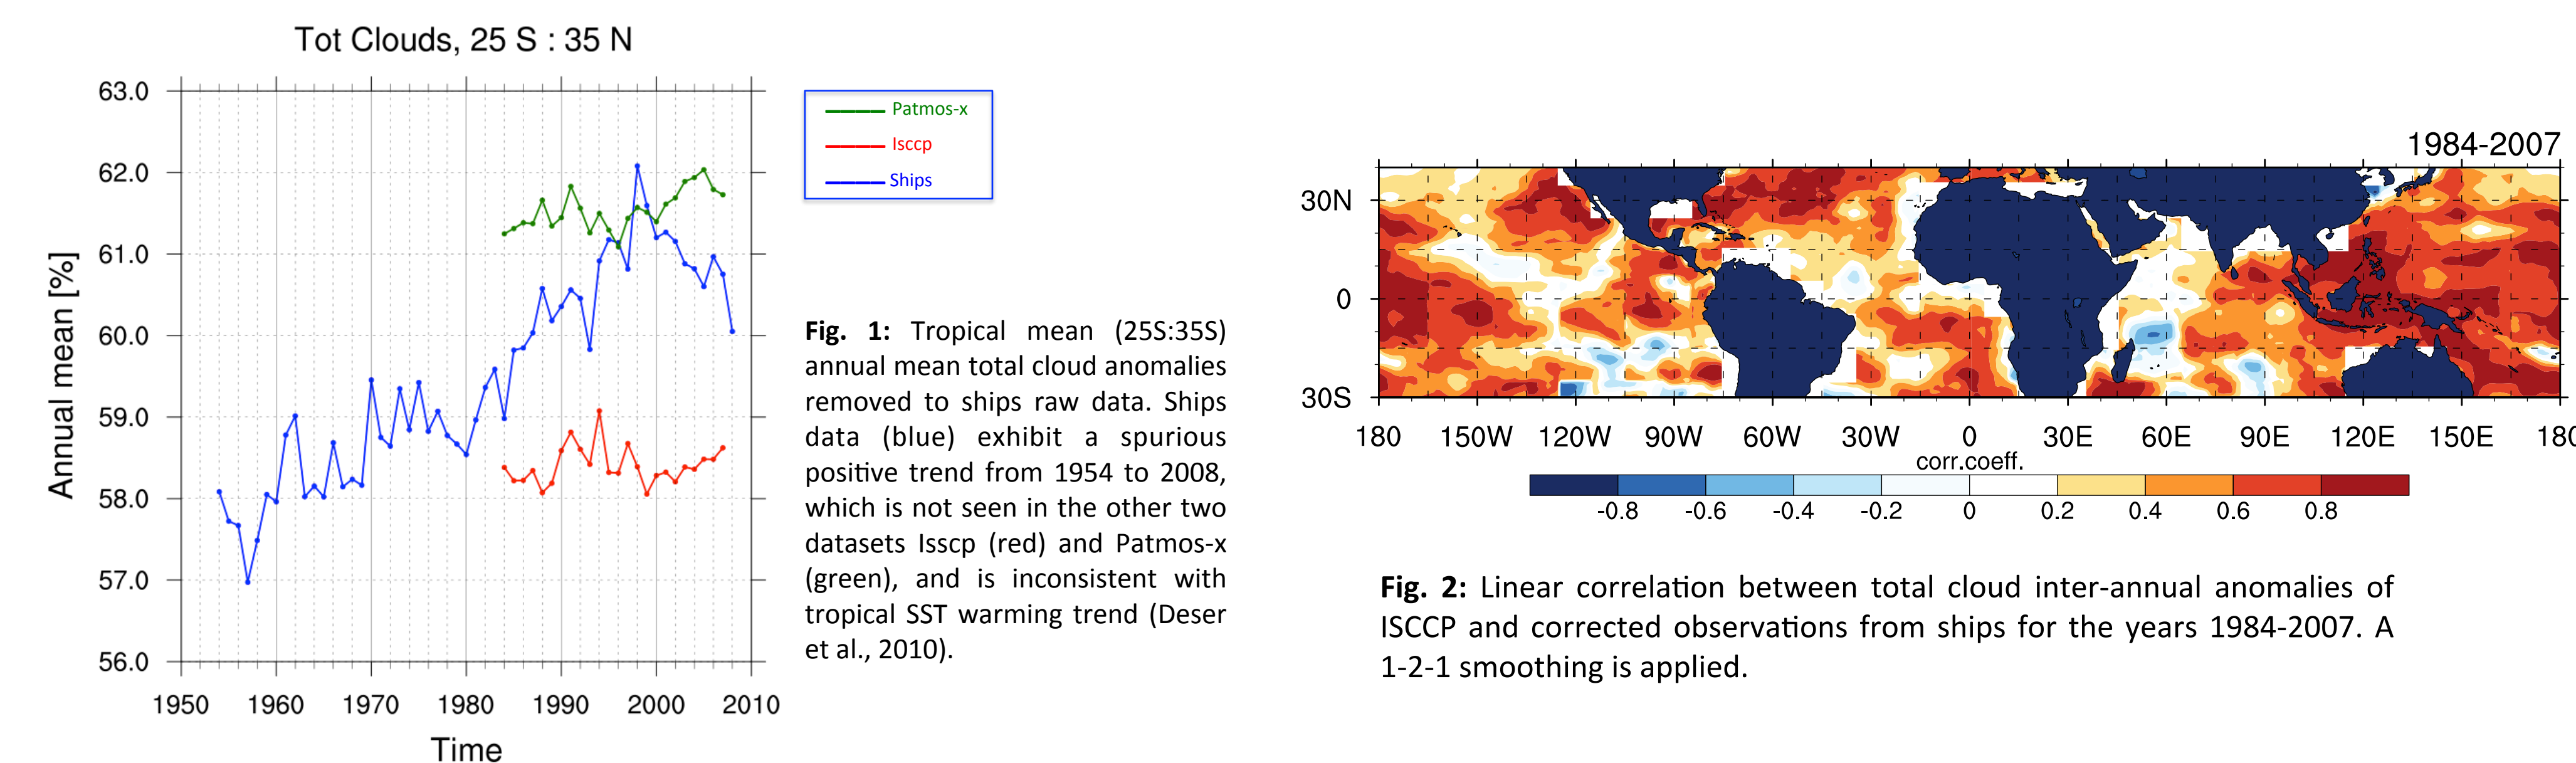 Tot Clouds, 25 S : 35 N
63.0
62.0
61.0
60.0
59.0
58.0
57.0
56.0
Annual mean [%]
1950 1960 1970 1980 1990 2000 2010
Time
Patmos-x
Isccp
Ships
Fig. 1: Tropical mean (25S:35S)
annual mean total cloud anomalies
removed to ships raw data. Ships
data (blue) exhibit a spurious
positive trend from 1954 to 2008,
which is not seen in the other two
datasets Isscp (red) and Patmos-x
(green), and is inconsistent with
tropical SST warming trend (Deser
et al., 2010).
1984-2007
30N
0
30S
180 150W 120W 90W 60W 30W 0 30E 60E 90E 120E 150E 180
corr.coeff.
-0.8 -0.6 -0.4 -0.2 0 0.2 0.4 0.6 0.8
Fig. 2: Linear correlation between total cloud inter-annual anomalies of
ISCCP and corrected observations from ships for the years 1984-2007. A
1-2-1 smoothing is applied.